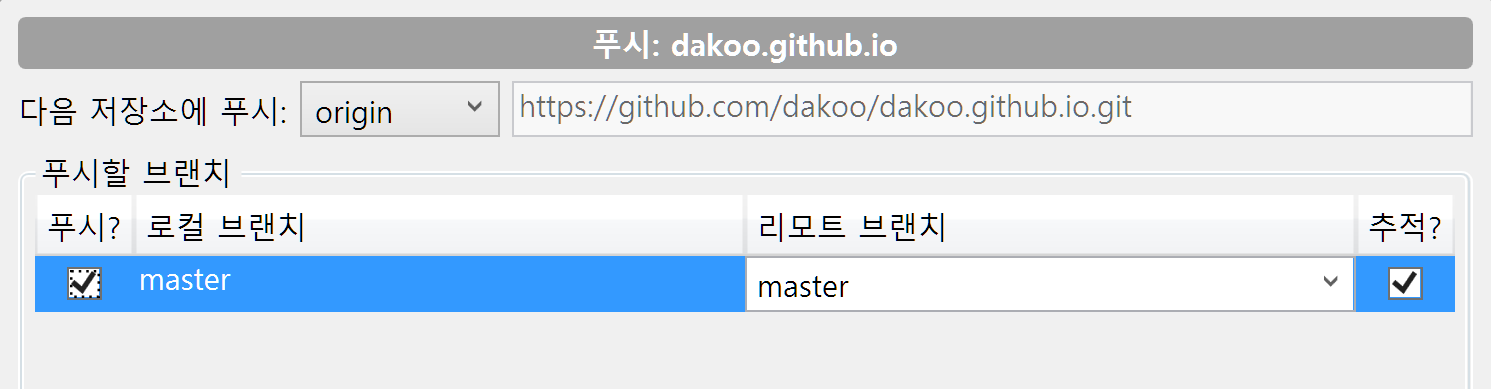 푸시: dakoo.github.io
다음 저장소에 푸시: origin https://github.com/dakoo/dakoo.github.io.git
푸시할 브랜치
푸시? 로컬 브랜치 리모트 브랜치 추적?
master master